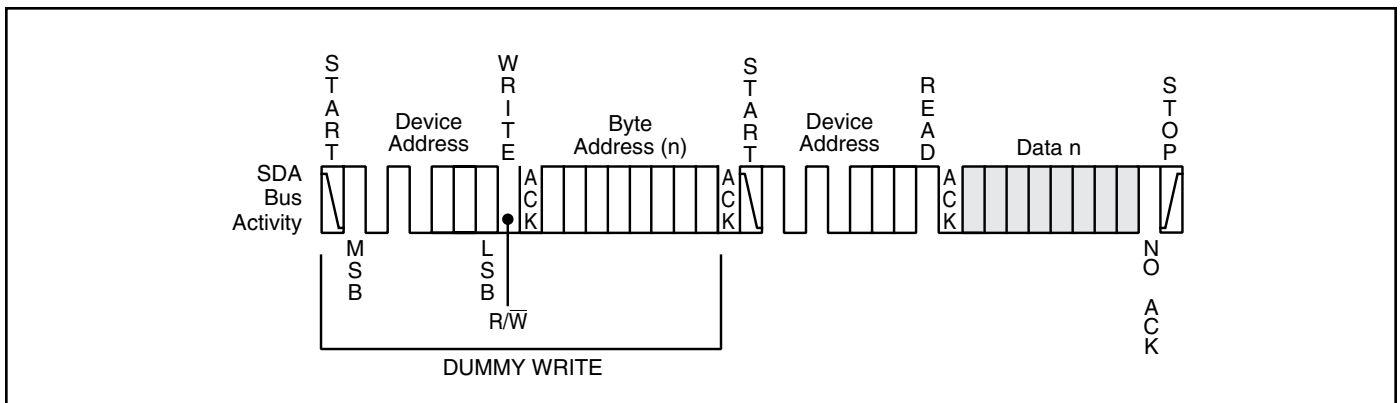 START
WRITE
START
READ
STOP
Device
Address
Byte
Address (n)
Device
Address
Data n
SDA
Bus
Activity
ACK
ACK
ACK
MSB
LSB
R/W̅
NO ACK
DUMMY WRITE